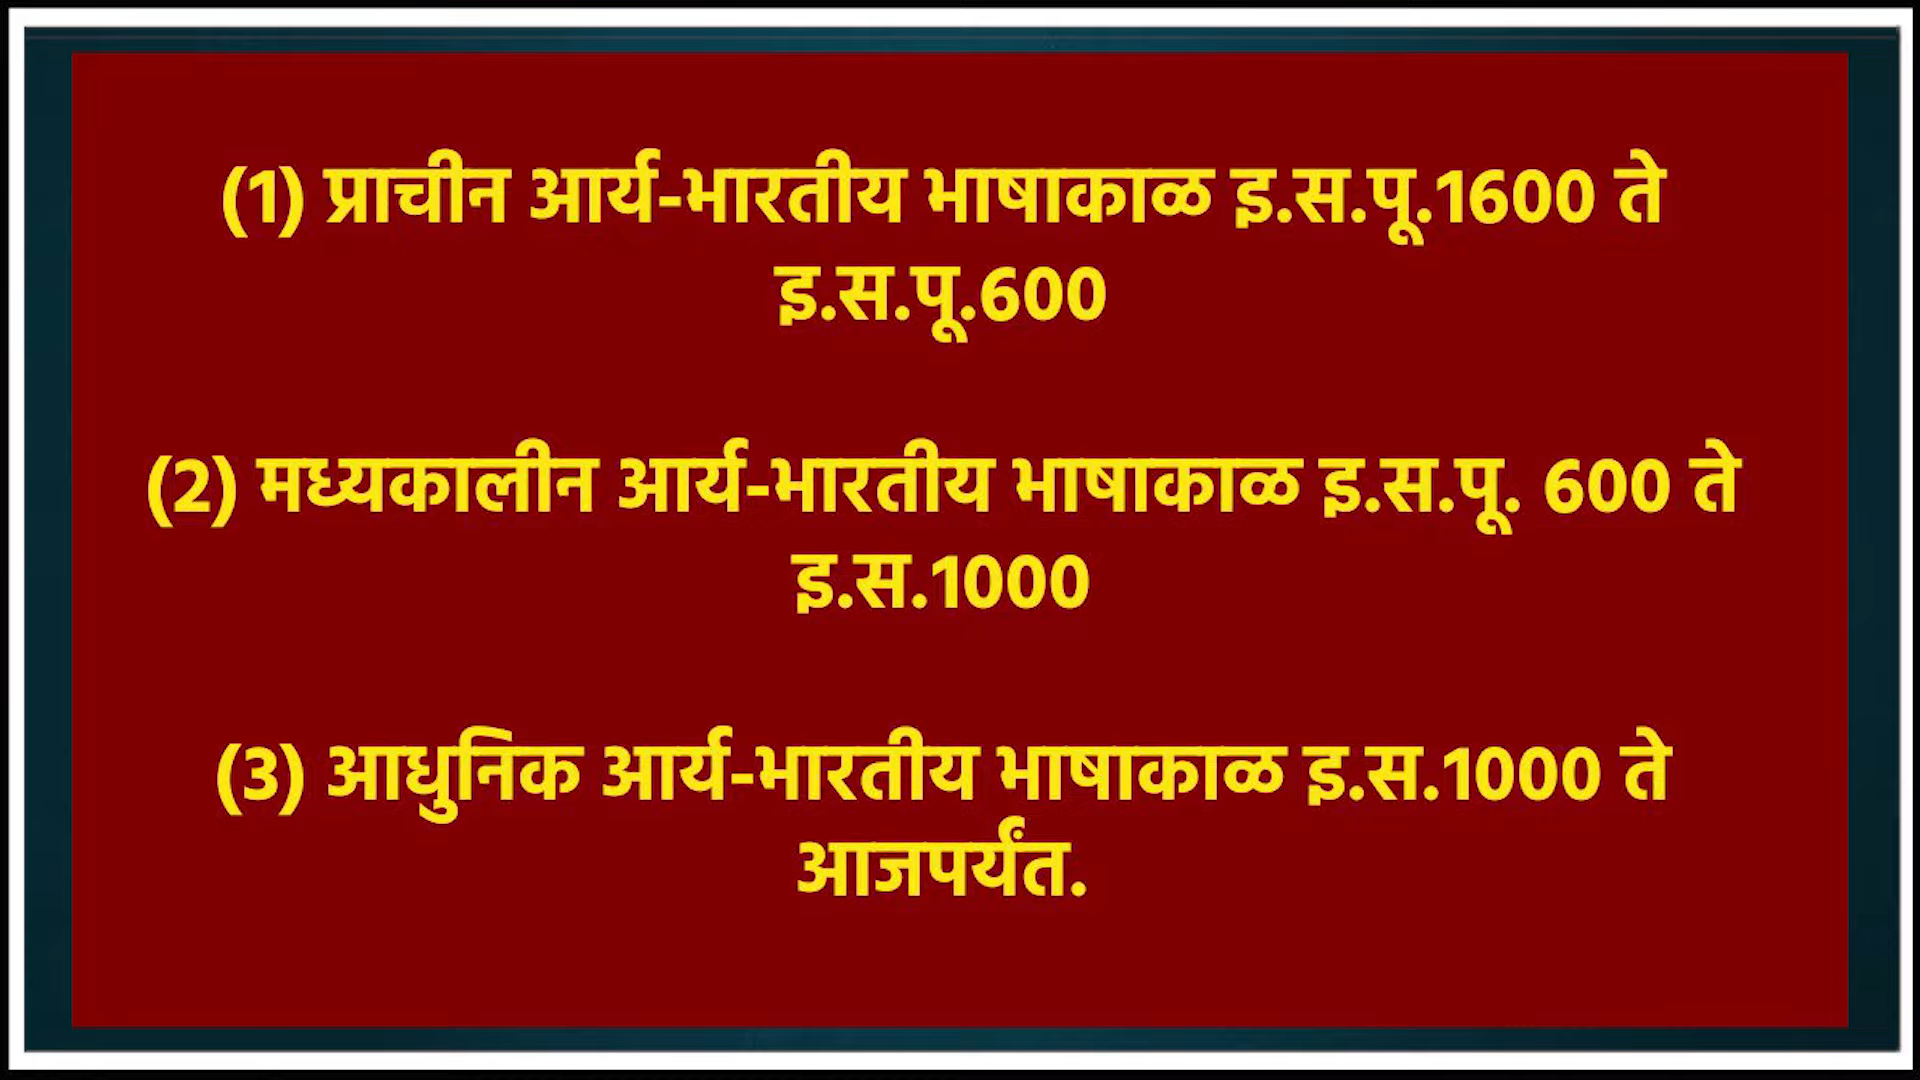 (1) प्राचीन आर्य-भारतीय भाषाकाळ इ.स.पू.1600 ते
इ.स.पू.600
(2) मध्यकालीन आर्य-भारतीय भाषाकाळ इ.स.पू. 600 ते
इ.स.1000
(3) आधुनिक आर्य-भारतीय भाषाकाळ इ.स.1000 ते
आजपर्यंत.